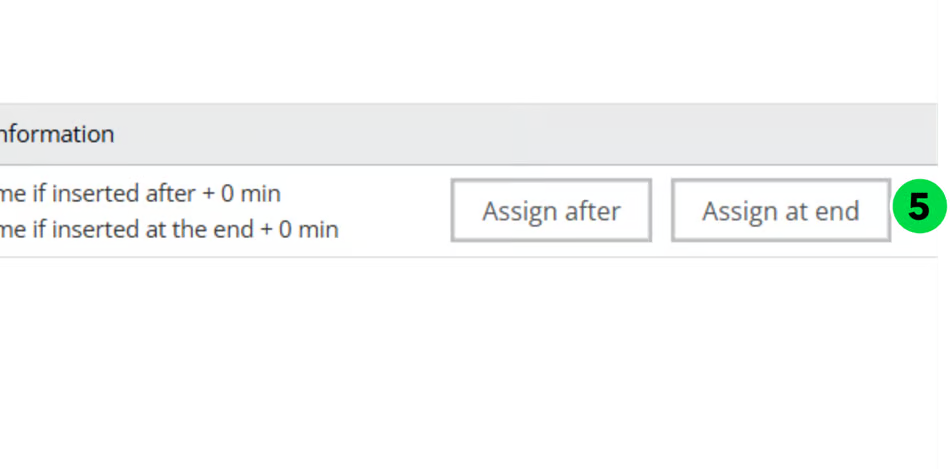 nformation
me if inserted after + 0 min
me if inserted at the end + 0 min
Assign after
Assign at end
5